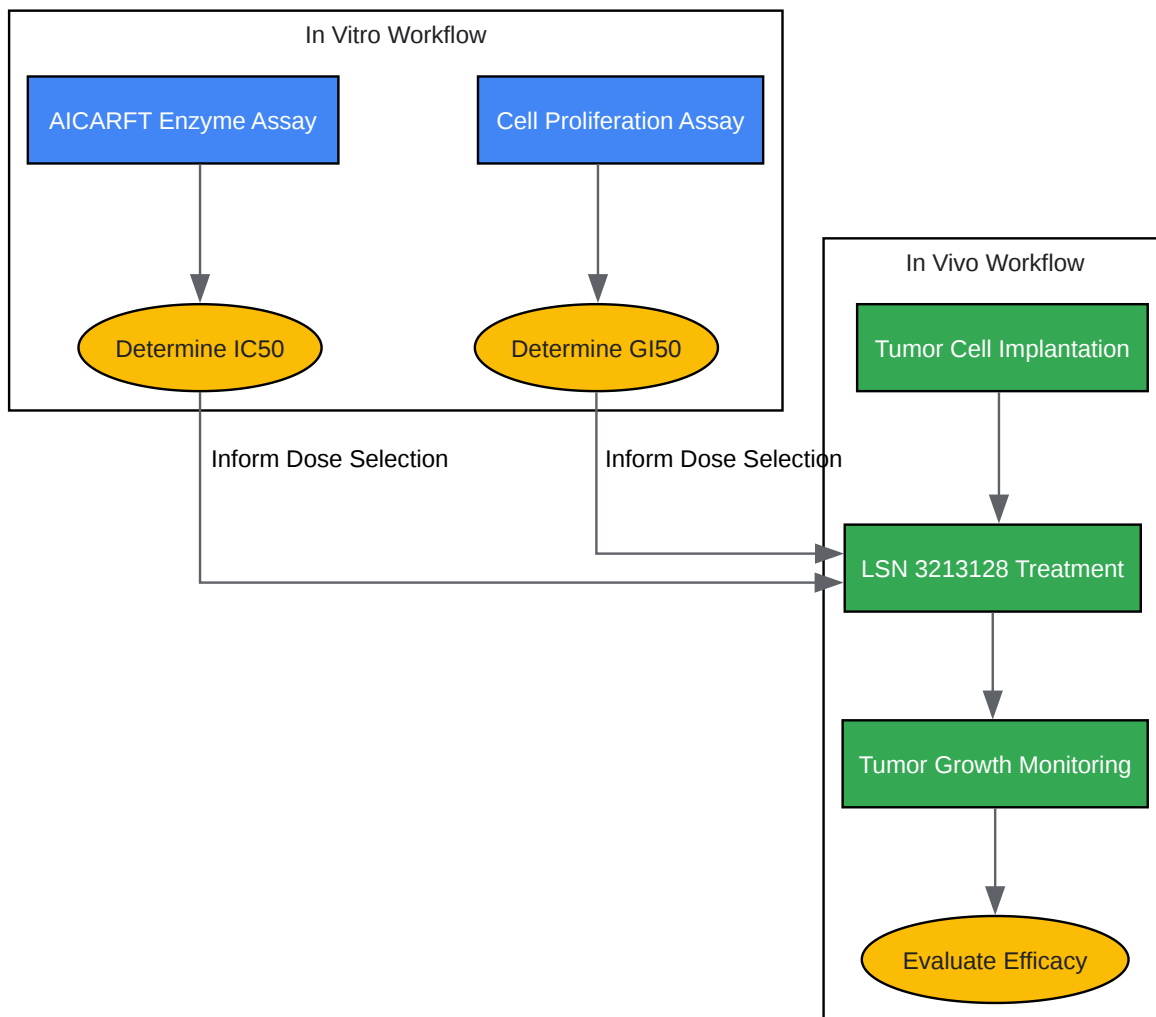 In Vitro Workflow
AICARFT Enzyme Assay
Cell Proliferation Assay
Determine IC50
Determine GI50
Inform Dose Selection
Inform Dose Selection
In Vivo Workflow
Tumor Cell Implantation
LSN 3213128 Treatment
Tumor Growth Monitoring
Evaluate Efficacy